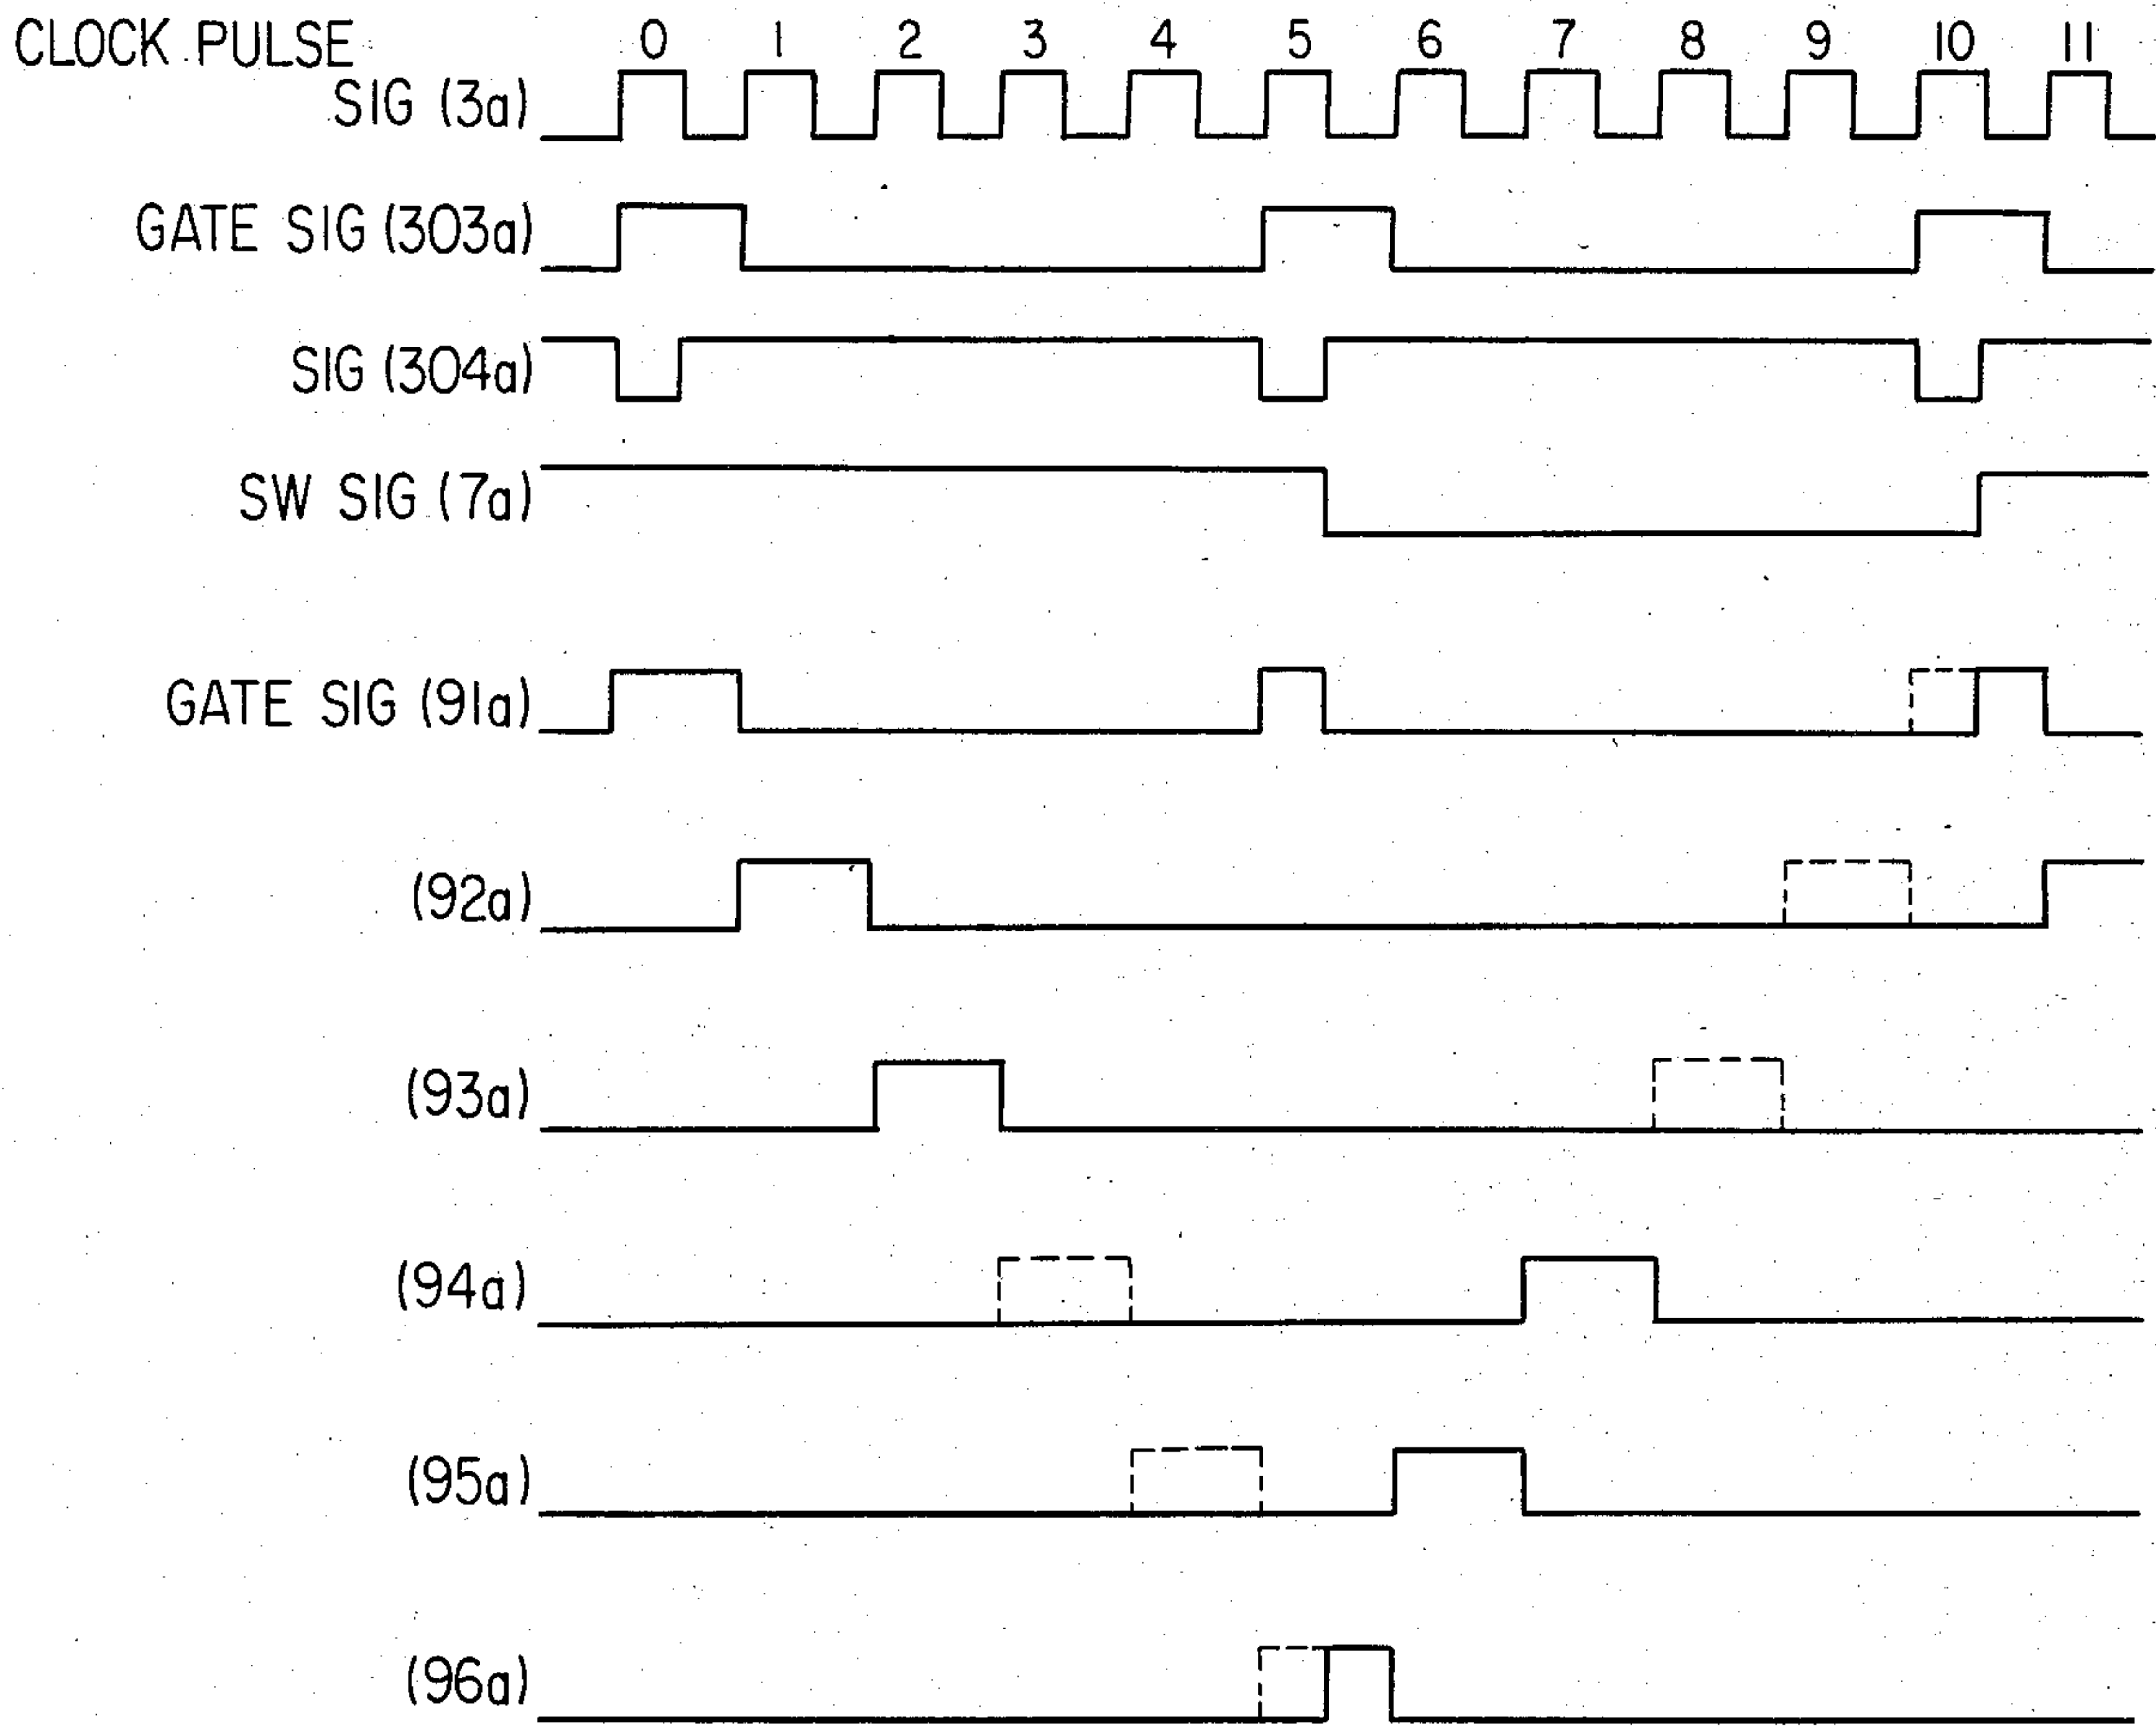 CLOCK PULSE 0 1 2 3 4 5 6 7 8 9 10 11
SIG (3a)
GATE SIG (303a)
SIG (304a)
SW SIG (7a)
GATE SIG (91a)
(92a)
(93a)
(94a)
(95a)
(96a)